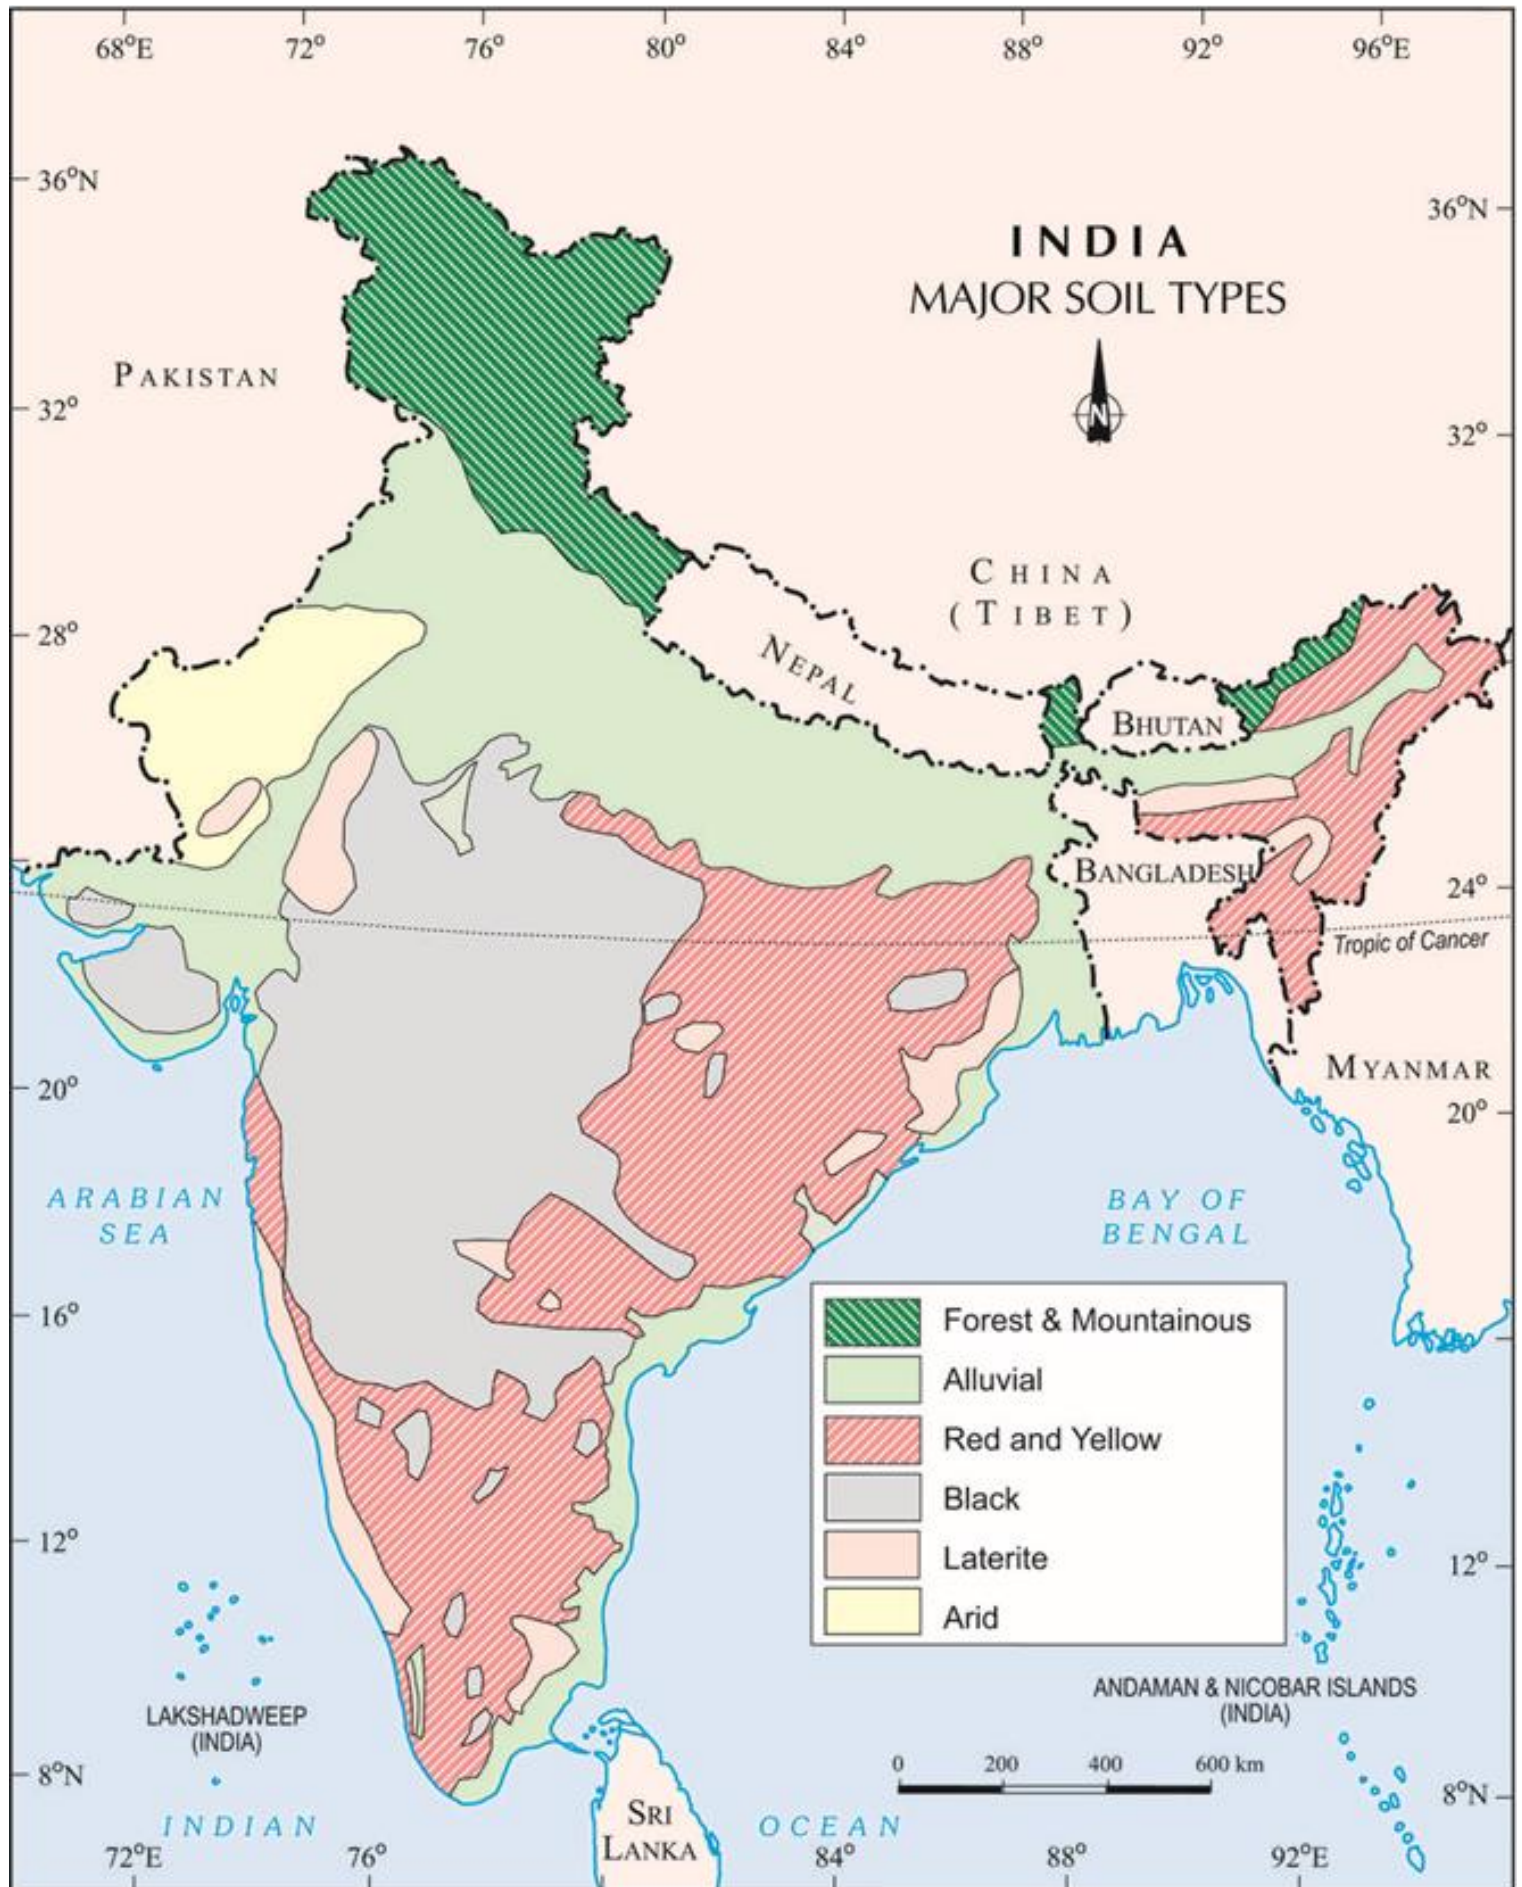 68°E 72° 76° 80° 84° 88° 92° 96°E
36°N
36°N
INDIA
MAJOR SOIL TYPES
N
PAKISTAN
32°
32°
CHINA
(TIBET)
28°
NEPAL
BHUTAN
BANGLADESH
24°
Tropic of Cancer
MYANMAR
20°
20°
ARABIAN
SEA
BAY OF
BENGAL
16°
Forest & Mountainous
Alluvial
Red and Yellow
Black
Laterite
Arid
12°
12°
LAKSHADWEEP
(INDIA)
ANDAMAN & NICOBAR ISLANDS
(INDIA)
0 200 400 600 km
8°N
8°N
SRI
LANKA
INDIAN OCEAN
72°E 76° 84° 88° 92°E